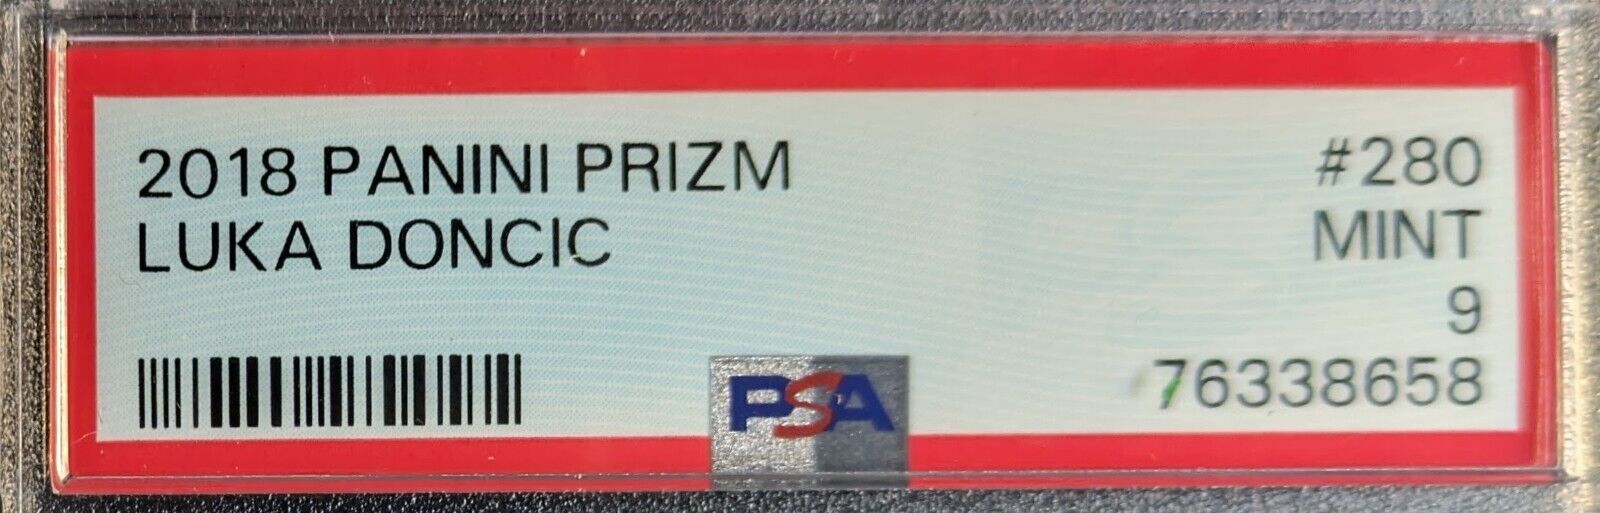 2018 PANINI PRIZM #280
LUKA DONCIC MINT
9
76338658
PSA